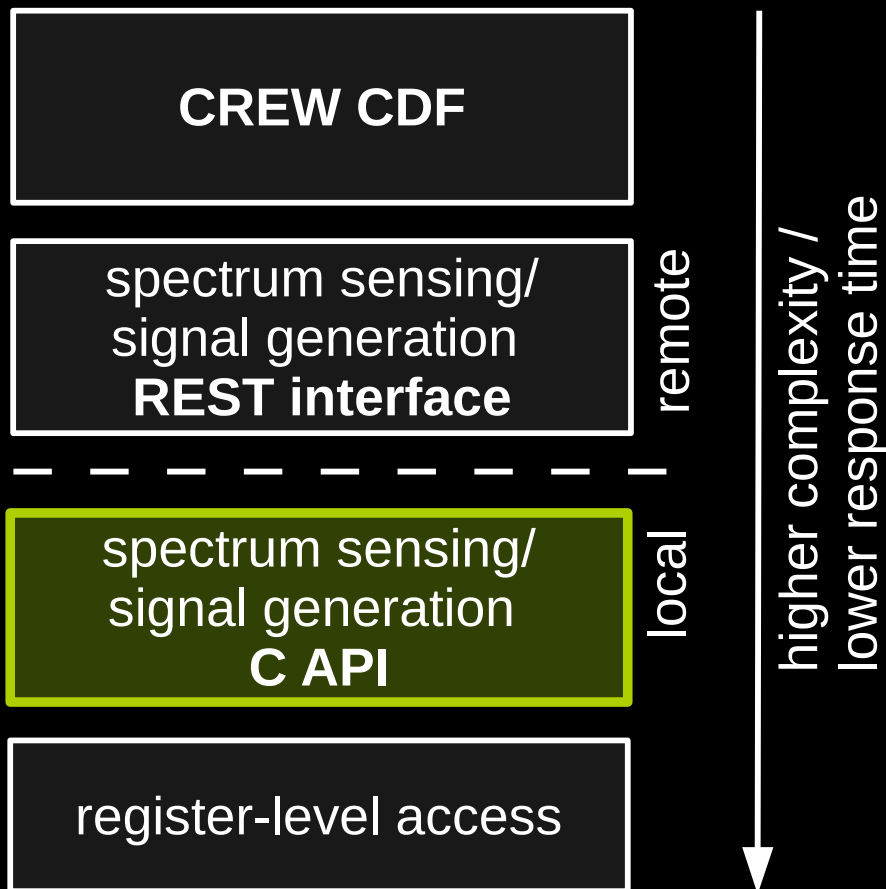 CREW CDF
spectrum sensing/
signal generation
REST interface
remote
spectrum sensing/
signal generation
C API
local
register-level access
higher complexity /
lower response time